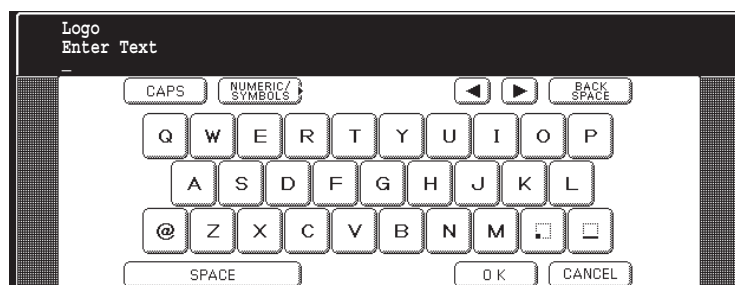 Logo
Enter Text
_
CAPS NUMERIC/ SYMBOLS ◀ ▶ BACK SPACE
Q W E R T Y U I O P
A S D F G H J K L
@ Z X C V B N M . _
SPACE OK CANCEL